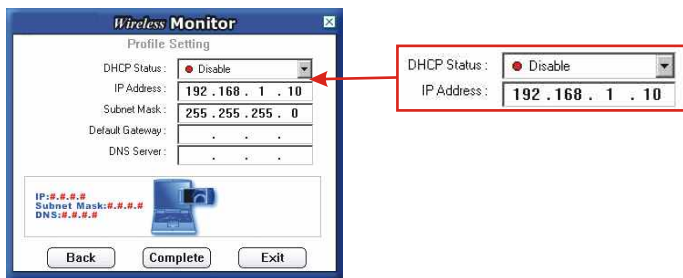 Wireless Monitor
Profile Setting
DHCP Status : Disable
IP Address : 192 . 168 . 1 . 10
Subnet Mask : 255 . 255 . 255 . 0
Default Gateway : . . .
DNS Server : . . .
IP:#.#.#.#
Subnet Mask:#.#.#.#
DNS:#.#.#.#
Back Complete Exit
DHCP Status : Disable
IP Address : 192 . 168 . 1 . 10